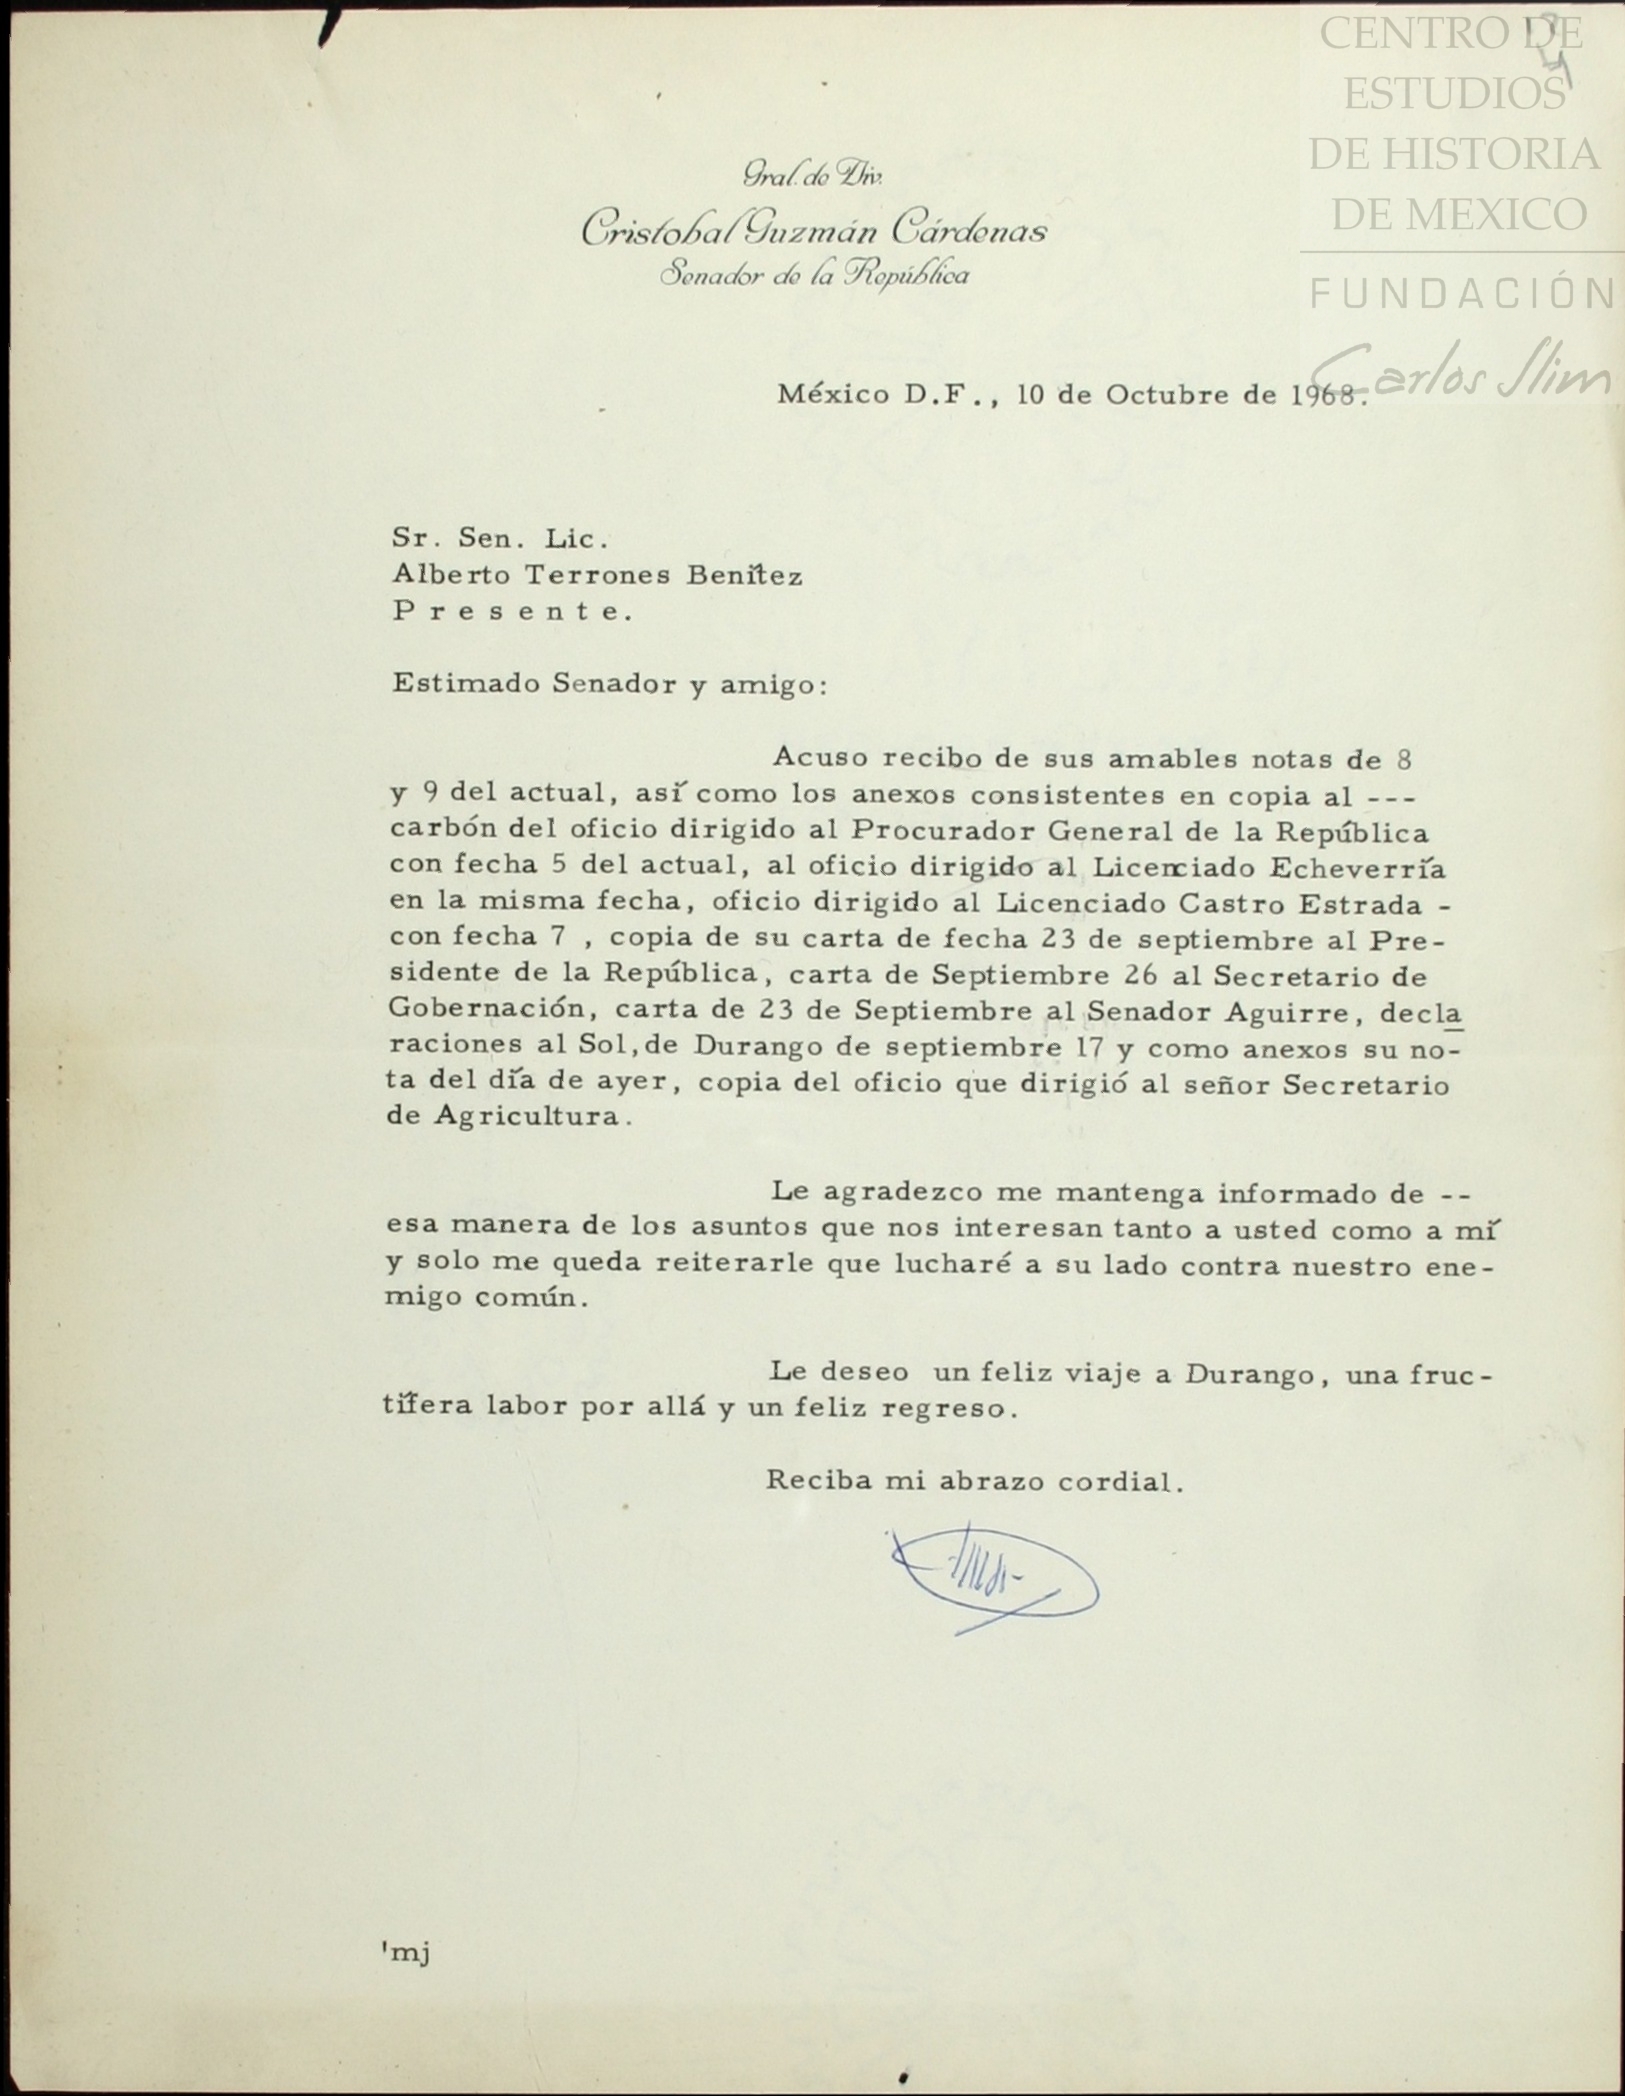 CENTRO DE
ESTUDIOS
DE HISTORIA
DE MEXICO
FUNDACIÓN
Carlos Slim
Gral. de Div.
Cristobal Guzmán Cárdenas
Senador de la República
México D.F., 10 de Octubre de 1968.
Sr. Sen. Lic.
Alberto Terrones Benítez
P r e s e n t e.
Estimado Senador y amigo:
Acuso recibo de sus amables notas de 8
y 9 del actual, así como los anexos consistentes en copia al ---
carbón del oficio dirigido al Procurador General de la República
con fecha 5 del actual, al oficio dirigido al Licenciado Echeverría
en la misma fecha, oficio dirigido al Licenciado Castro Estrada -
con fecha 7 , copia de su carta de fecha 23 de septiembre al Pre-
sidente de la República, carta de Septiembre 26 al Secretario de
Gobernación, carta de 23 de Septiembre al Senador Aguirre, decla
raciones al Sol,de Durango de septiembre 17 y como anexos su no-
ta del día de ayer, copia del oficio que dirigió al señor Secretario
de Agricultura.
Le agradezco me mantenga informado de --
esa manera de los asuntos que nos interesan tanto a usted como a mí
y solo me queda reiterarle que lucharé a su lado contra nuestro ene-
migo común.
Le deseo un feliz viaje a Durango, una fruc-
tífera labor por allá y un feliz regreso.
Reciba mi abrazo cordial.
'mj